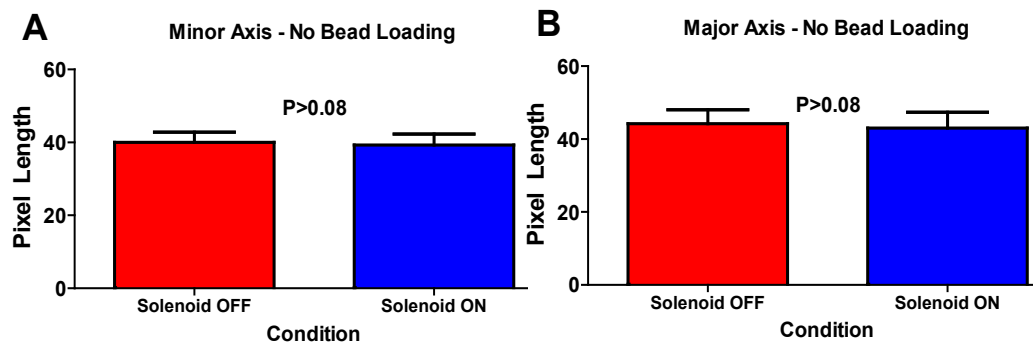 A
Minor Axis - No Bead Loading
60
40
20
0
Pixel Length
P>0.08
Solenoid OFF
Solenoid ON
Condition
B
Major Axis - No Bead Loading
60
40
20
0
Pixel Length
P>0.08
Solenoid OFF
Solenoid ON
Condition